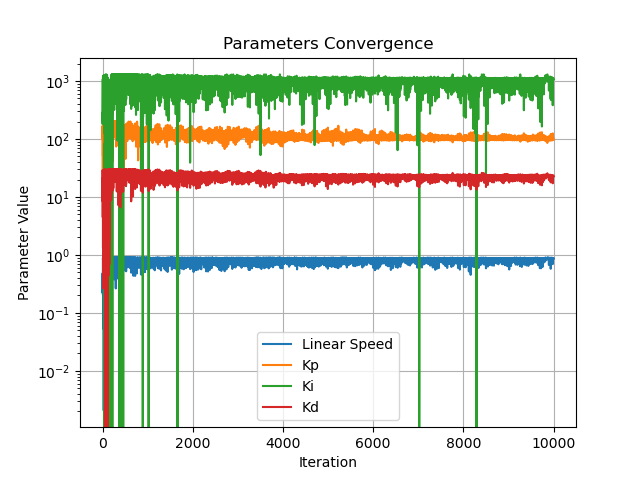 Parameters Convergence
Parameter Value
10³
10²
10¹
10⁰
10⁻¹
10⁻²
Linear Speed
Kp
Ki
Kd
0 2000 4000 6000 8000 10000
Iteration